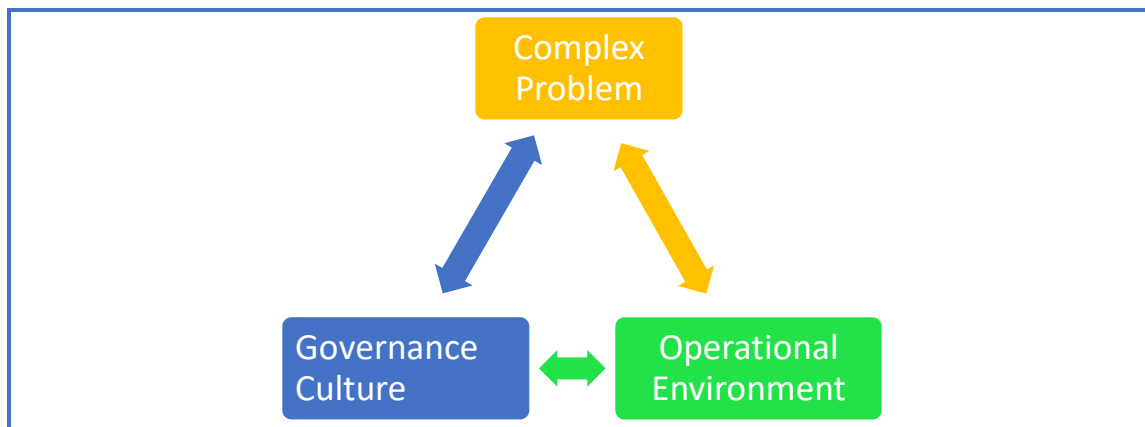 Complex
Problem
Governance
Culture
Operational
Environment